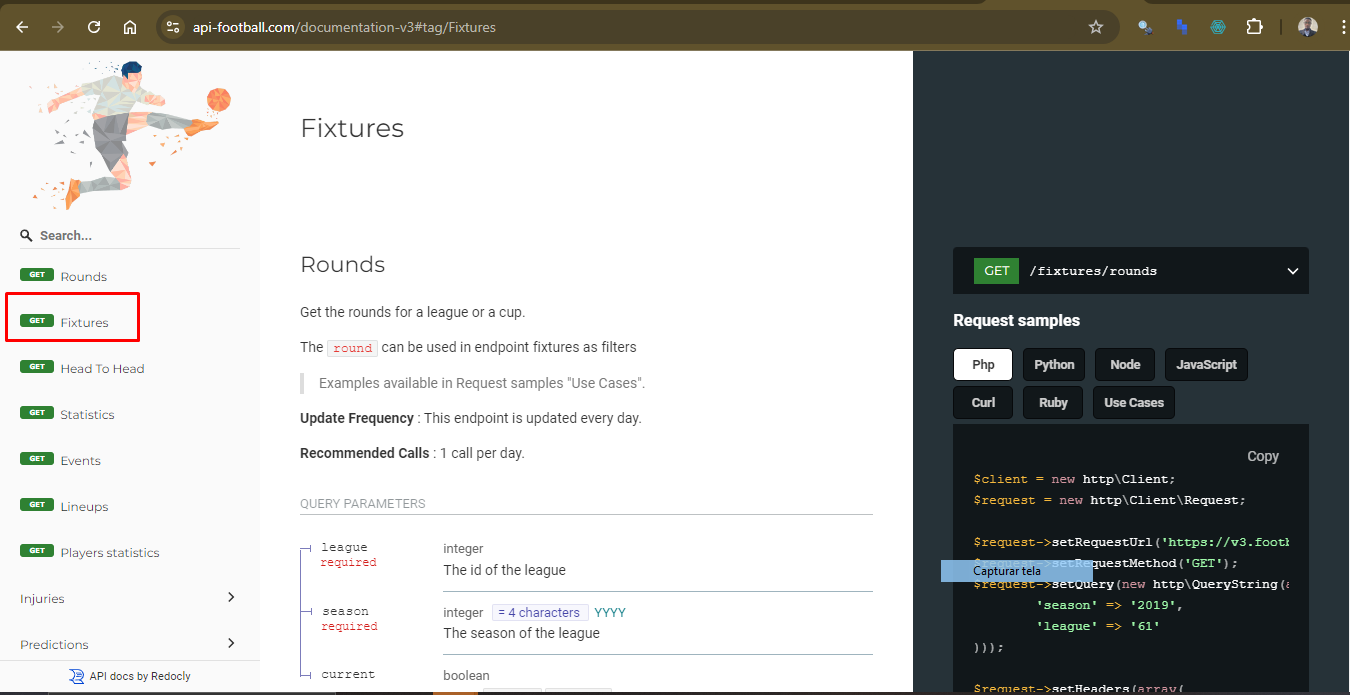 api-football.com/documentation-v3#tag/Fixtures
Search...
GET Rounds
GET Fixtures
GET Head To Head
GET Statistics
GET Events
GET Lineups
GET Players statistics
Injuries
Predictions
API docs by Redocly
Fixtures
Rounds
Get the rounds for a league or a cup.
The round can be used in endpoint fixtures as filters
Examples available in Request samples "Use Cases".
Update Frequency : This endpoint is updated every day.
Recommended Calls : 1 call per day.
QUERY PARAMETERS
league integer
required The id of the league
season integer = 4 characters YYYY
required The season of the league
current boolean
GET /fixtures/rounds
Request samples
Php Python Node JavaScript
Curl Ruby Use Cases
Copy
$client = new http\Client;
$request = new http\Client\Request;
$request->setRequestUrl('https://v3.footb
$request->setRequestMethod('GET');
Capturar tela
$request->setQuery(new http\QueryString(a
'season' => '2019',
'league' => '61'
)));
$request->setHeaders(array(